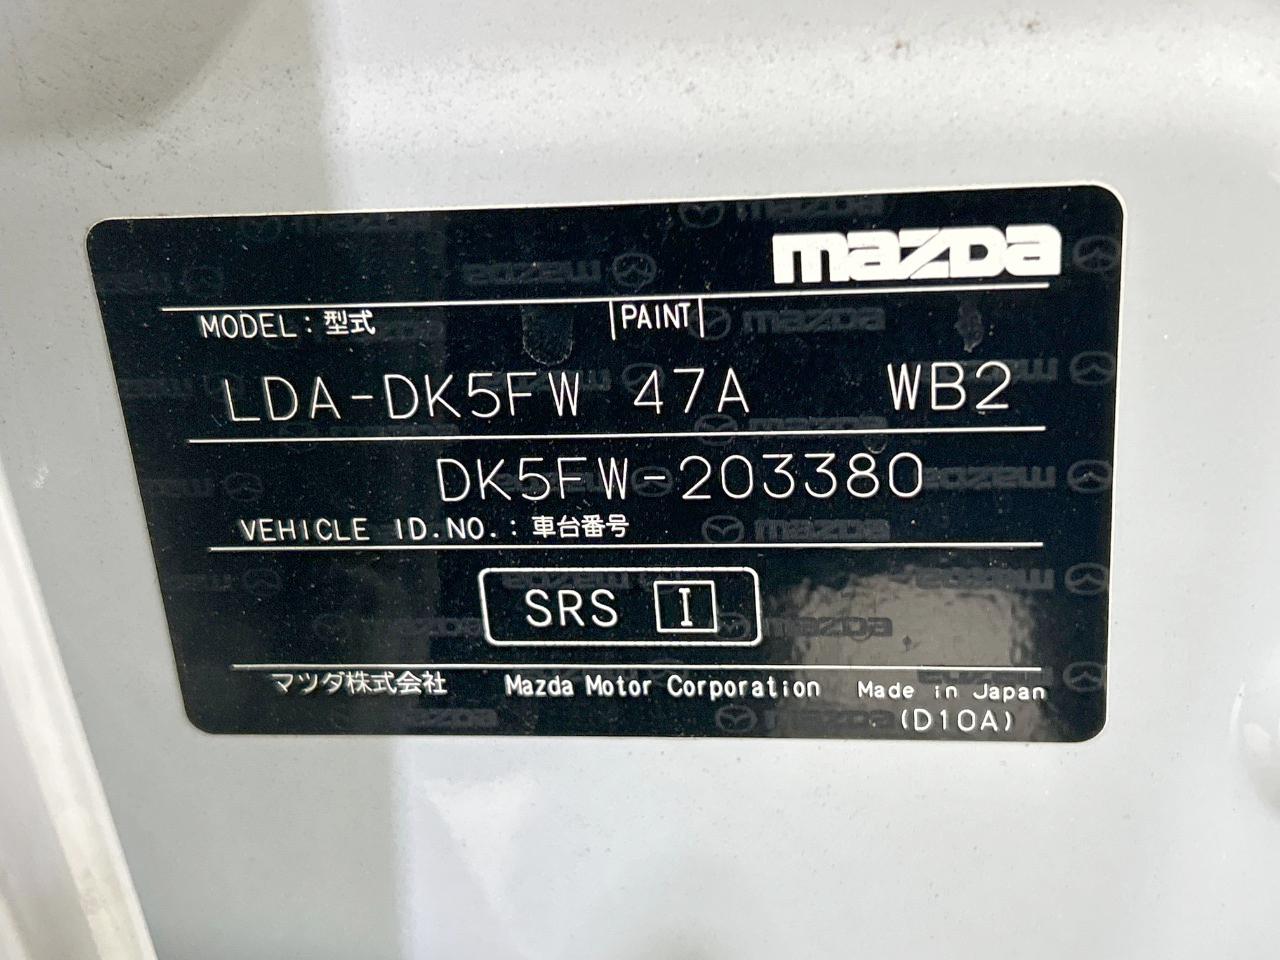 mazda
MODEL : 型式 PAINT
LDA-DK5FW 47A WB2
DK5FW-203380
VEHICLE ID.NO. : 車台番号
SRS I
マツダ株式会社 Mazda Motor Corporation Made in Japan
(D10A)